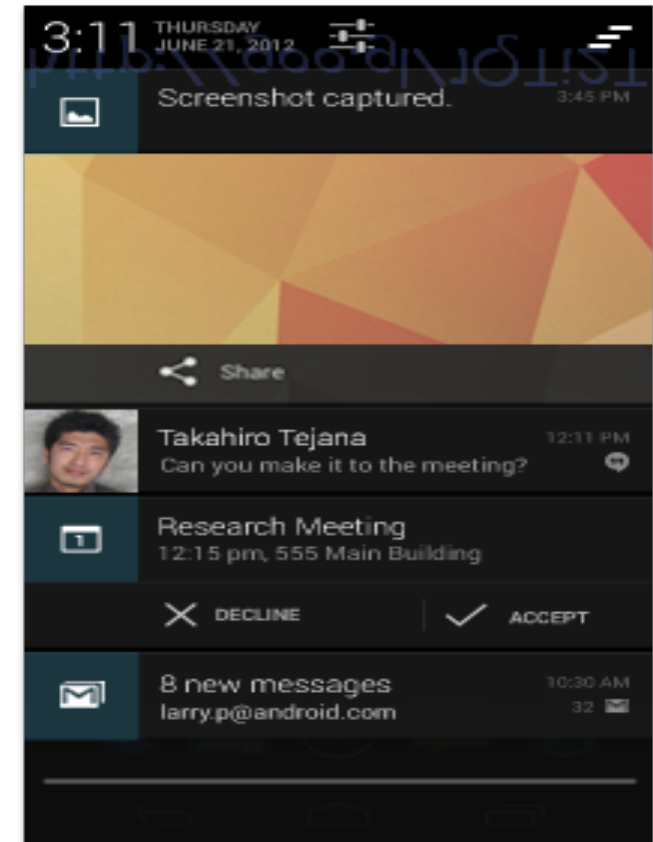 3:11 THURSDAY
JUNE 21, 2012
Screenshot captured. 3:45 PM
Share
Takahiro Tejana 12:11 PM
Can you make it to the meeting?
1
Research Meeting
12:15 pm, 555 Main Building
DECLINE ACCEPT
8 new messages 10:30 AM
larry.p@android.com 32